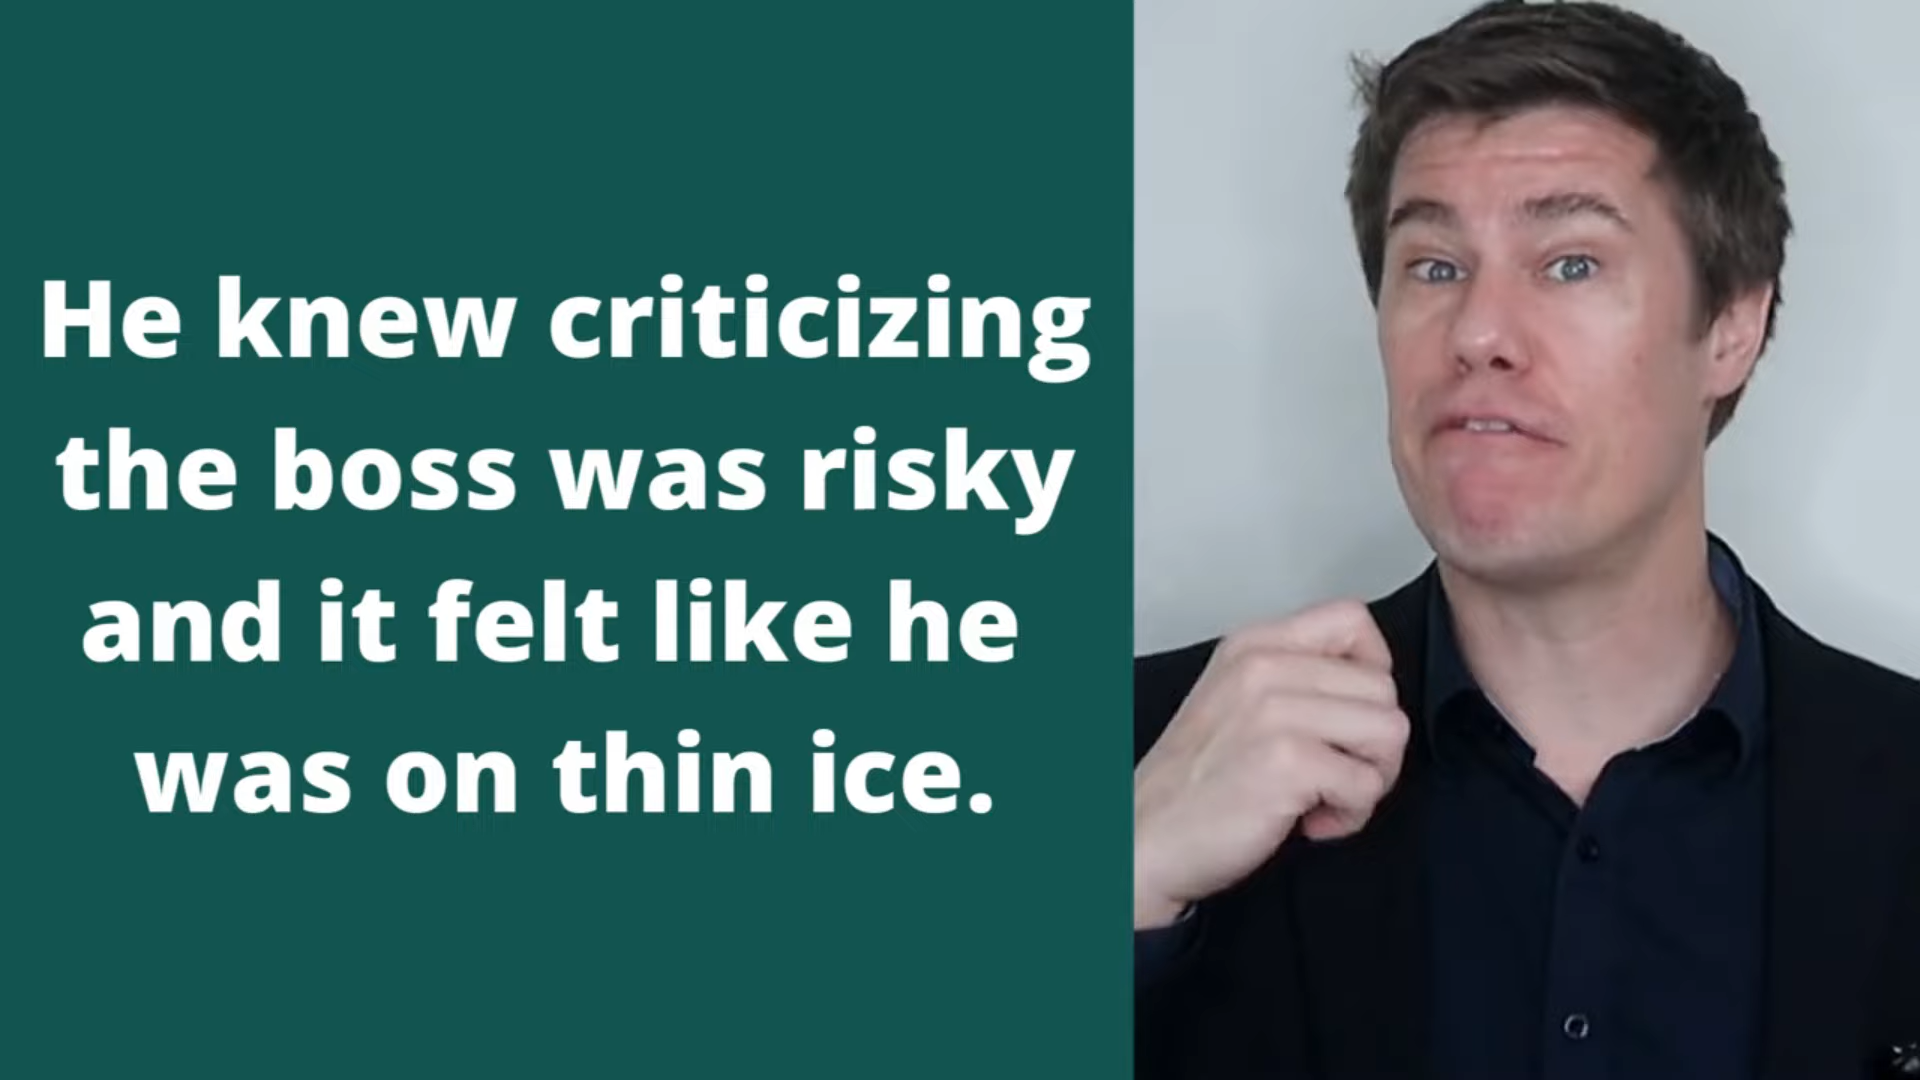 He knew criticizing
the boss was risky
and it felt like he
was on thin ice.